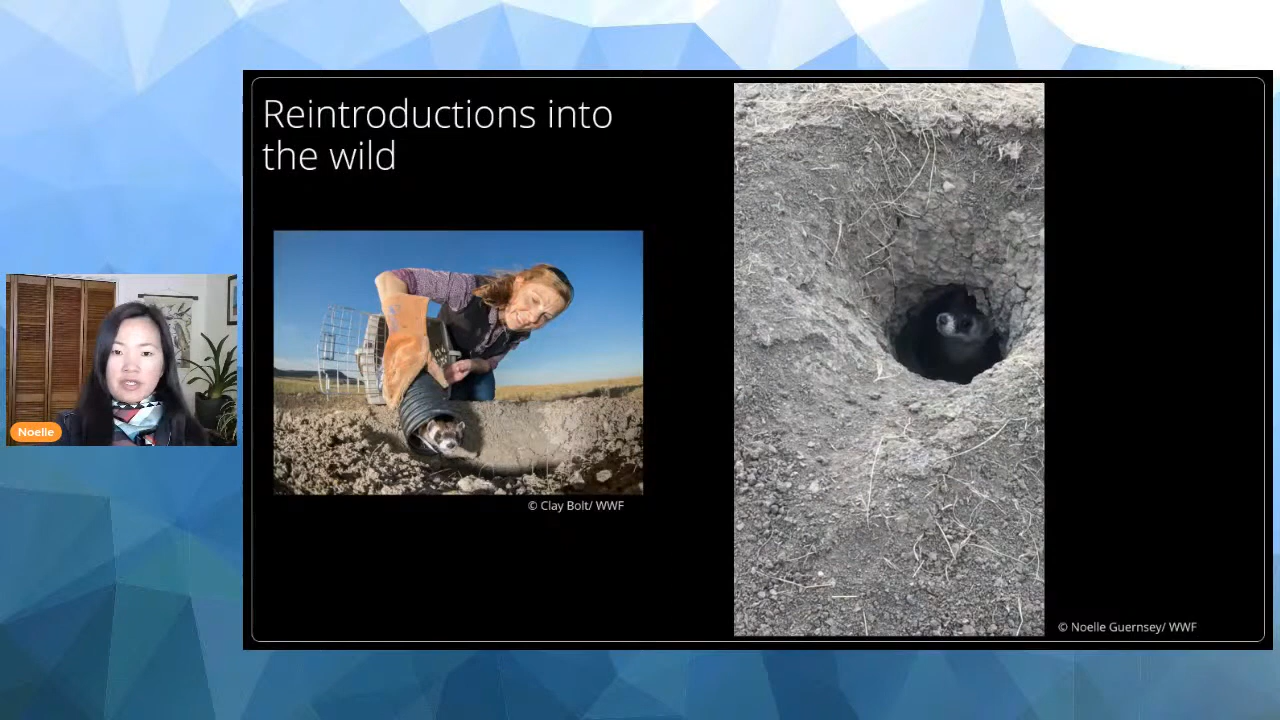 Reintroductions into
the wild
© Clay Bolt/ WWF
Noelle
© Noelle Guernsey/ WWF